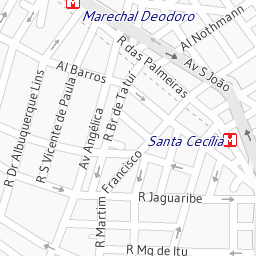 Marechal Deodoro
Al Nothmann
R das Palmeiras
Av S João
Al Barros
R Dr Albuquerque Lins
R S Vicente de Paula
Av Angélica
R Br de Tatuí
Santa Cecília
R Martim Francisco
R Jaguaribe
R Mq de Itu